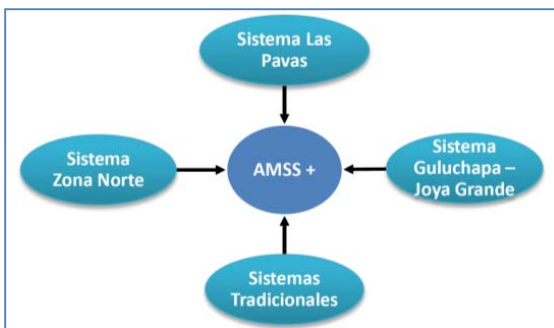 Sistema Las
Pavas
Sistema
Zona Norte
AMSS +
Sistema
Guluchapa –
Joya Grande
Sistemas
Tradicionales